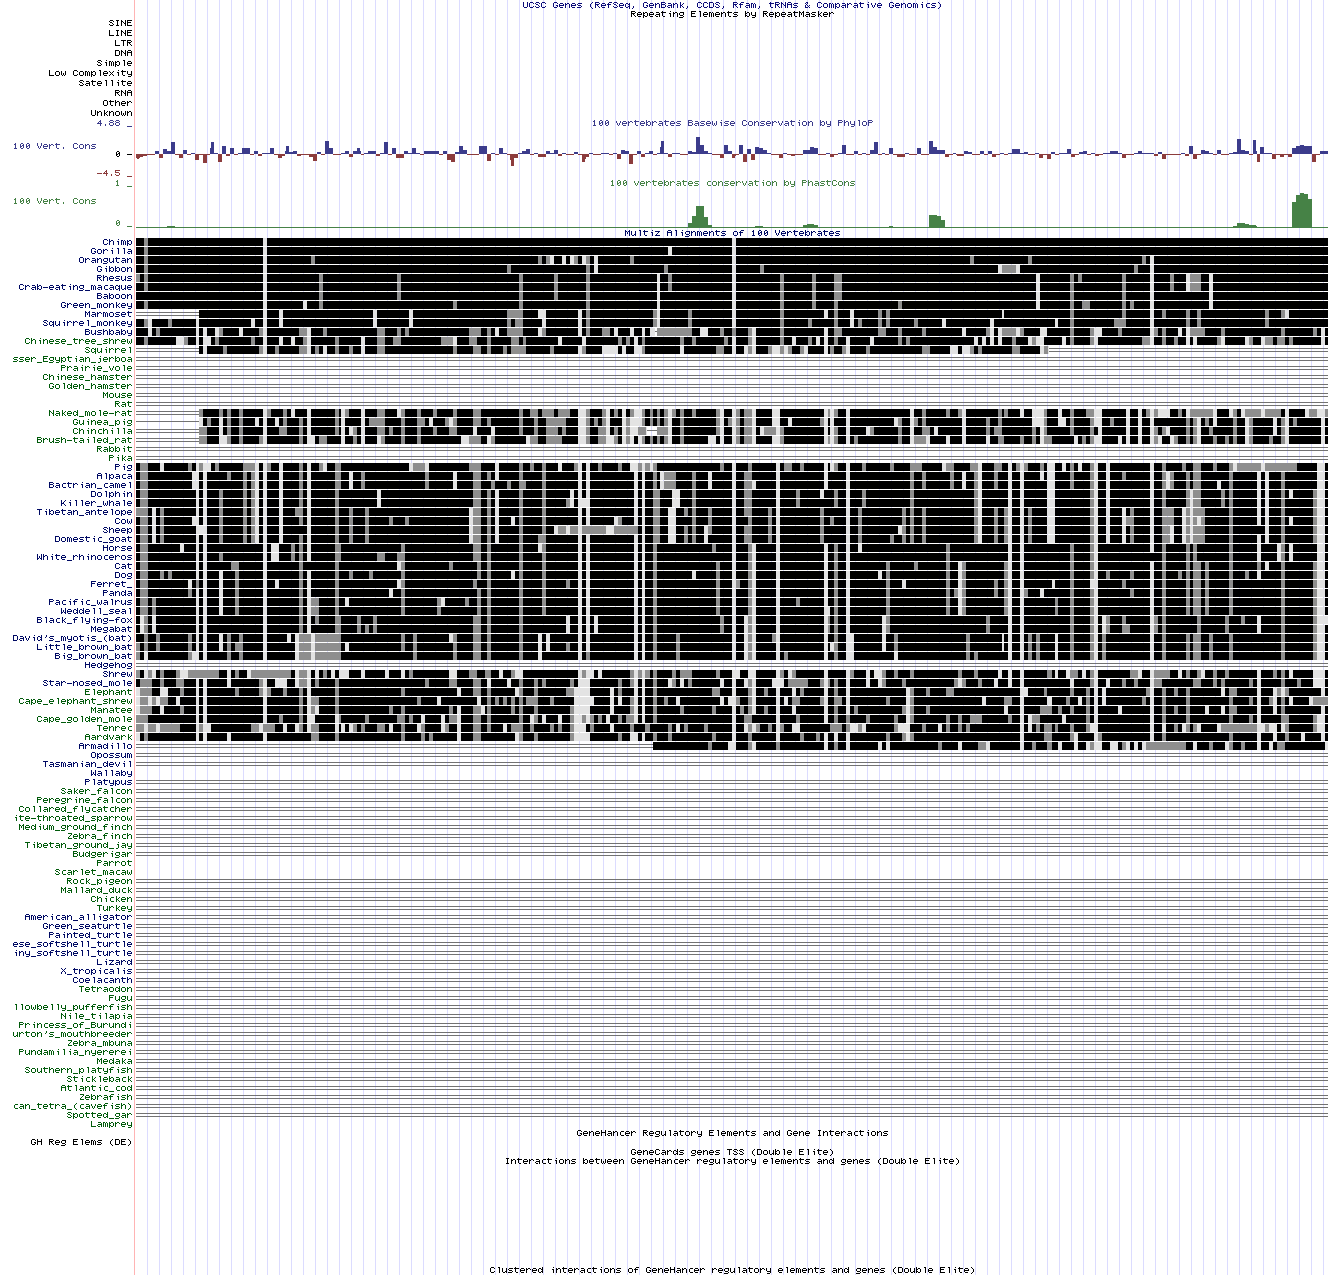 UCSC Genes (RefSeq, GenBank, CCDS, Rfam, tRNAs & Comparative Genomics)
Repeating Elements by RepeatMasker
SINE
LINE
LTR
DNA
Simple
Low Complexity
Satellite
RNA
Other
Unknown
4.88 _
100 vertebrates Basewise Conservation by PhyloP
100 Vert. Cons
0 _
-4.5 _
1 _
100 vertebrates conservation by PhastCons
100 Vert. Cons
0 _
Multiz Alignments of 100 Vertebrates
Chimp
Gorilla
Orangutan
Gibbon
Rhesus
Crab-eating_macaque
Baboon
Green_monkey
Marmoset
Squirrel_monkey
Bushbaby
Chinese_tree_shrew
Squirrel
sser_Egyptian_jerboa
Prairie_vole
Chinese_hamster
Golden_hamster
Mouse
Rat
Naked_mole-rat
Guinea_pig
Chinchilla
Brush-tailed_rat
Rabbit
Pika
Pig
Alpaca
Bactrian_camel
Dolphin
Killer_whale
Tibetan_antelope
Cow
Sheep
Domestic_goat
Horse
White_rhinoceros
Cat
Dog
Ferret_
Panda
Pacific_walrus
Weddell_seal
Black_flying-fox
Megabat
David's_myotis_(bat)
Little_brown_bat
Big_brown_bat
Hedgehog
Shrew
Star-nosed_mole
Elephant
Cape_elephant_shrew
Manatee
Cape_golden_mole
Tenrec
Aardvark
Armadillo
Opossum
Tasmanian_devil
Wallaby
Platypus
Saker_falcon
Peregrine_falcon
Collared_flycatcher
ite-throated_sparrow
Medium_ground_finch
Zebra_finch
Tibetan_ground_jay
Budgerigar
Parrot
Scarlet_macaw
Rock_pigeon
Mallard_duck
Chicken
Turkey
American_alligator
Green_seaturtle
Painted_turtle
ese_softshell_turtle
iny_softshell_turtle
Lizard
X_tropicalis
Coelacanth
Tetraodon
Fugu
llowbelly_pufferfish
Nile_tilapia
Princess_of_Burundi
urton's_mouthbreeder
Zebra_mbuna
Pundamilia_nyererei
Medaka
Southern_platyfish
Stickleback
Atlantic_cod
Zebrafish
can_tetra_(cavefish)
Spotted_gar
Lamprey
GeneHancer Regulatory Elements and Gene Interactions
GH Reg Elems (DE)
GeneCards genes TSS (Double Elite)
Interactions between GeneHancer regulatory elements and genes (Double Elite)
Clustered interactions of GeneHancer regulatory elements and genes (Double Elite)